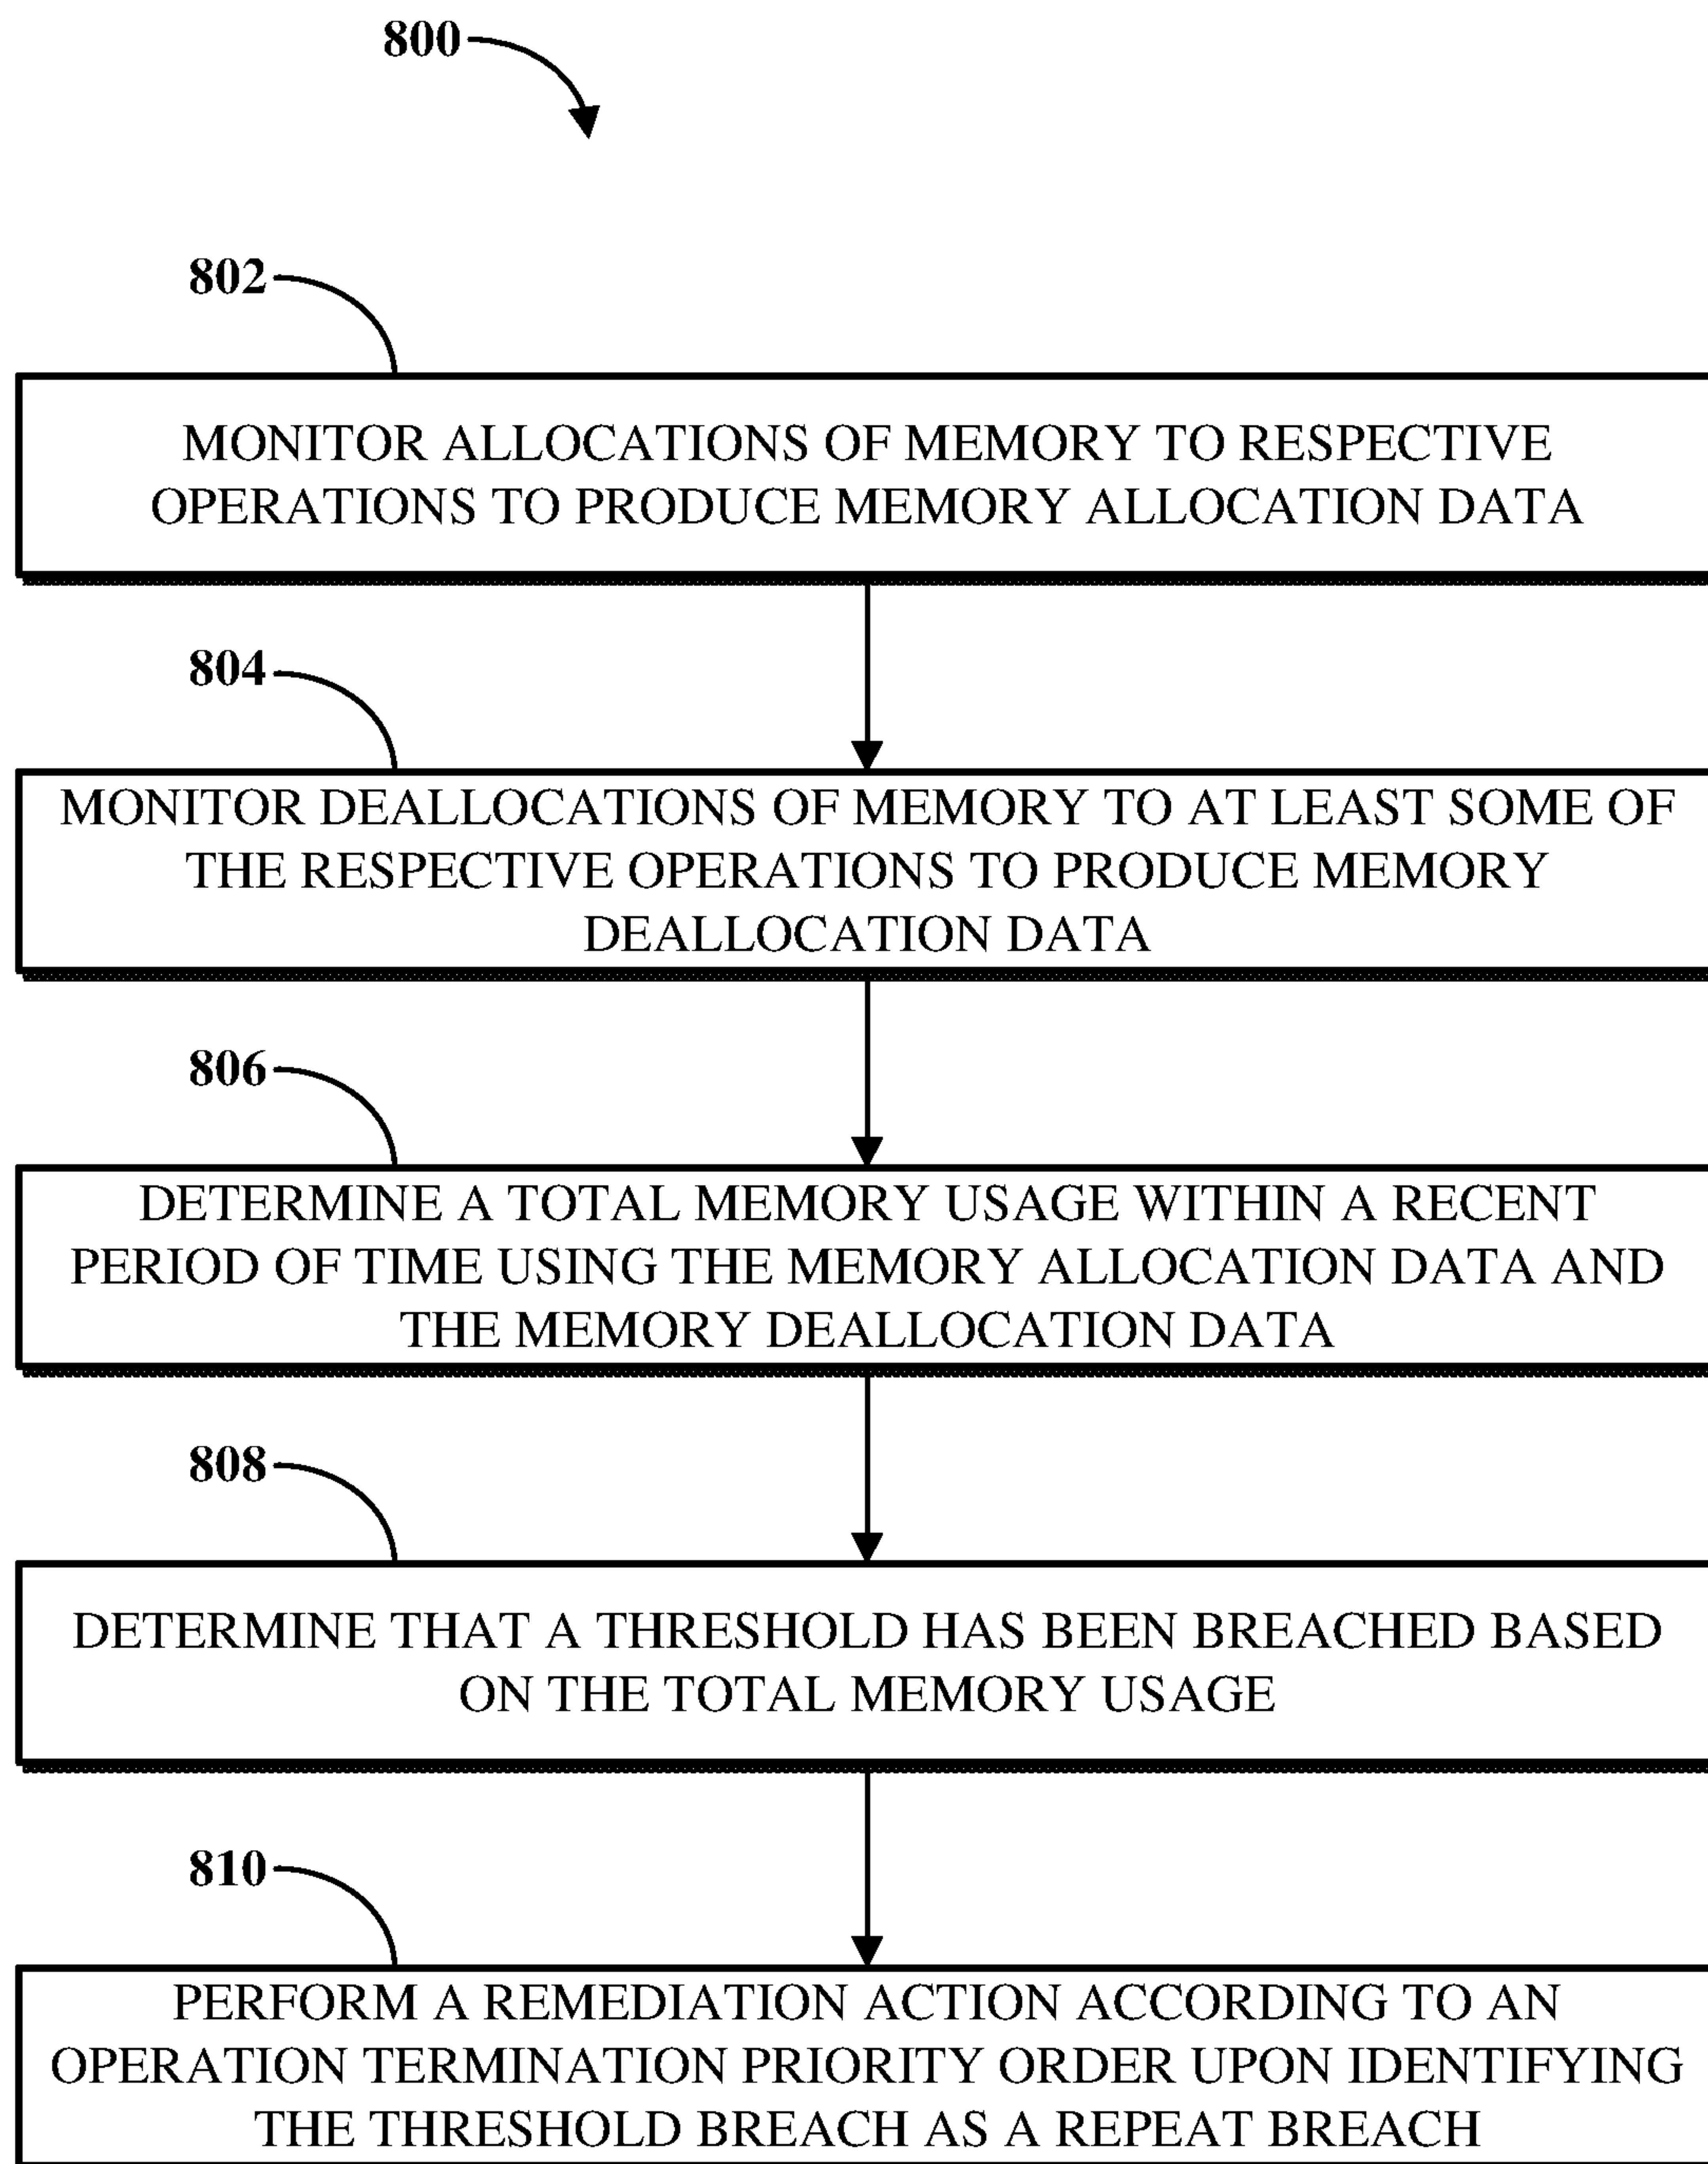 800
802
MONITOR ALLOCATIONS OF MEMORY TO RESPECTIVE
OPERATIONS TO PRODUCE MEMORY ALLOCATION DATA
804
MONITOR DEALLOCATIONS OF MEMORY TO AT LEAST SOME OF
THE RESPECTIVE OPERATIONS TO PRODUCE MEMORY
DEALLOCATION DATA
806
DETERMINE A TOTAL MEMORY USAGE WITHIN A RECENT
PERIOD OF TIME USING THE MEMORY ALLOCATION DATA AND
THE MEMORY DEALLOCATION DATA
808
DETERMINE THAT A THRESHOLD HAS BEEN BREACHED BASED
ON THE TOTAL MEMORY USAGE
810
PERFORM A REMEDIATION ACTION ACCORDING TO AN
OPERATION TERMINATION PRIORITY ORDER UPON IDENTIFYING
THE THRESHOLD BREACH AS A REPEAT BREACH